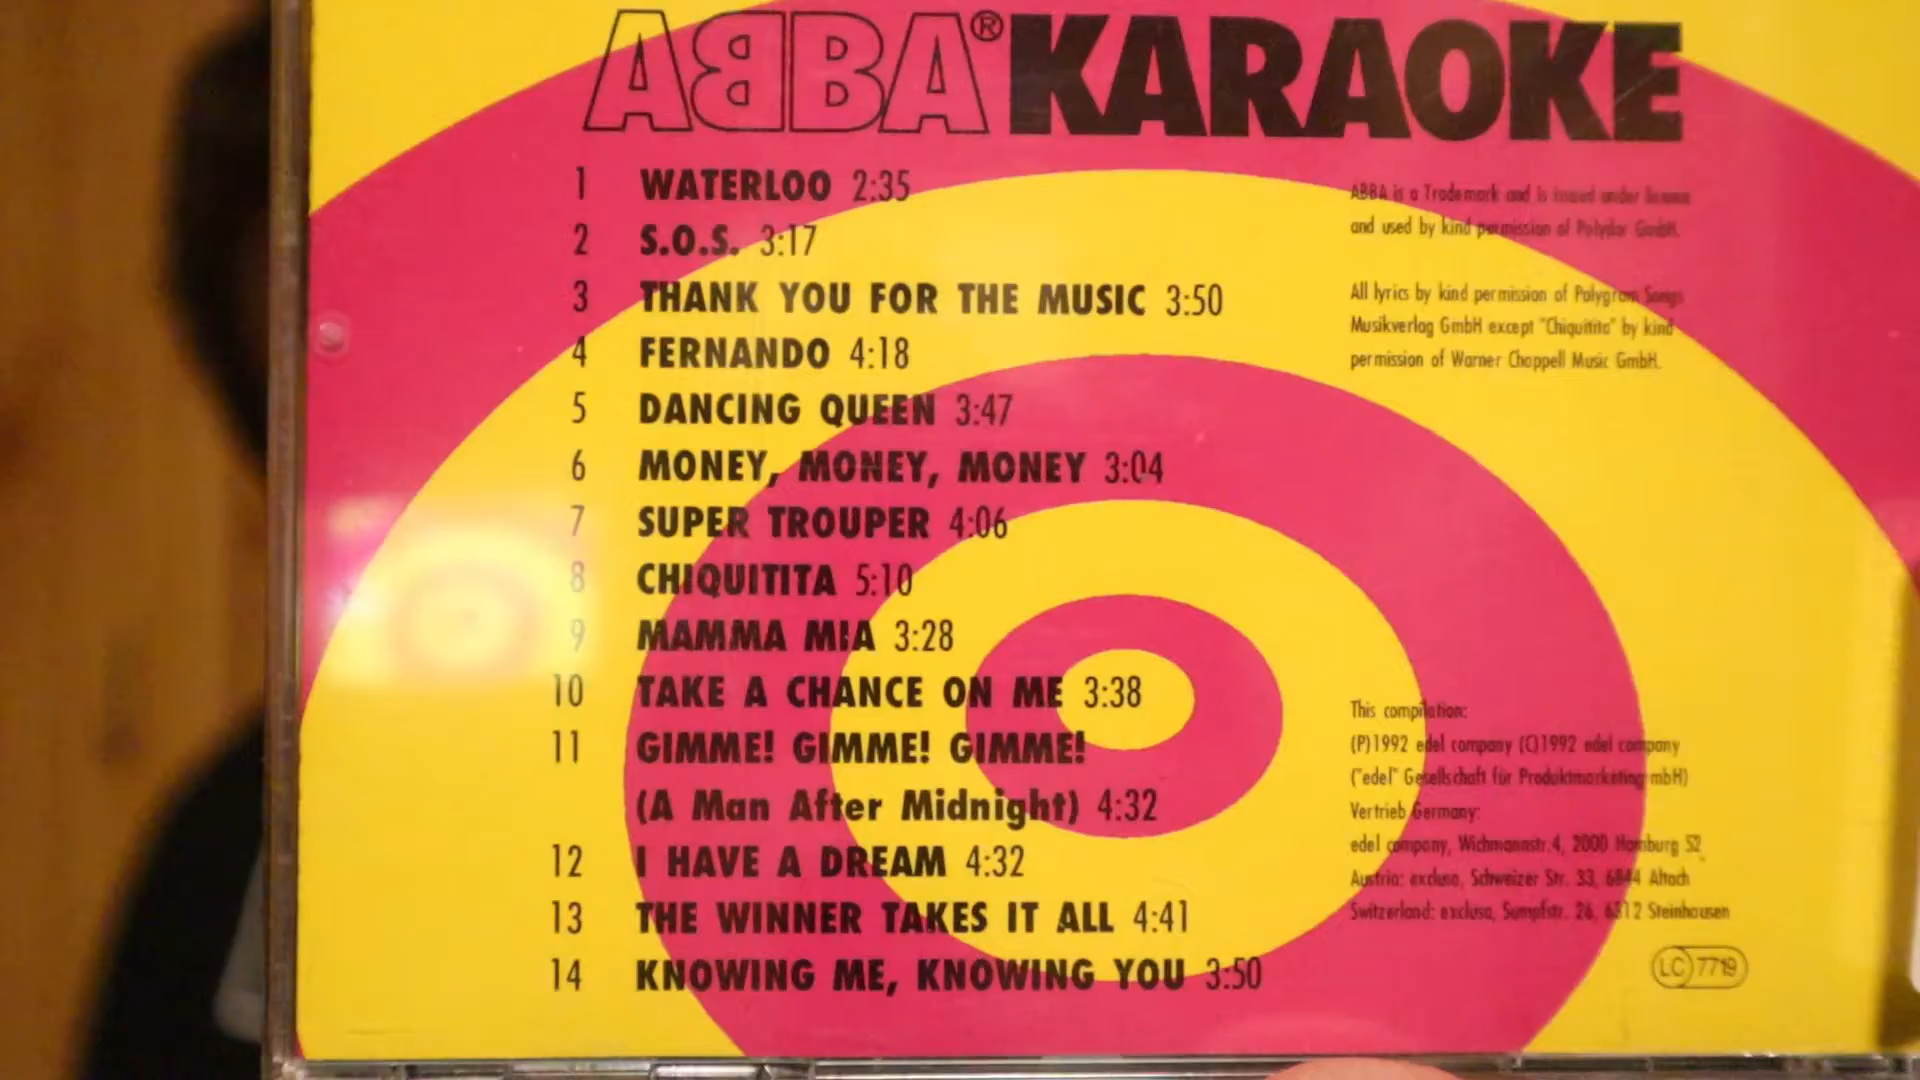 ABBA® KARAOKE
1 WATERLOO 2:35
2 S.O.S. 3:17
3 THANK YOU FOR THE MUSIC 3:50
4 FERNANDO 4:18
5 DANCING QUEEN 3:47
6 MONEY, MONEY, MONEY 3:04
7 SUPER TROUPER 4:06
8 CHIQUITITA 5:10
9 MAMMA MIA 3:28
10 TAKE A CHANCE ON ME 3:38
11 GIMME! GIMME! GIMME!
(A Man After Midnight) 4:32
12 I HAVE A DREAM 4:32
13 THE WINNER TAKES IT ALL 4:41
14 KNOWING ME, KNOWING YOU 3:50
ABBA is a Trademark and is issued under license
and used by kind permission of Polydor GmbH.
All lyrics by kind permission of Polygram Songs
Musikverlag GmbH except "Chiquitita" by kind
permission of Warner Chappell Music GmbH.
This compilation:
(P)1992 edel company (C)1992 edel company
("edel" Gesellschaft für Produktmarketing mbH)
Vertrieb Germany:
edel company, Wichmannstr.4, 2000 Hamburg 52
Austria: exclusa, Schweizer Str. 33, 6844 Altach
Switzerland: exclusa, Sumpfstr. 26, 6312 Steinhausen
LC 7719